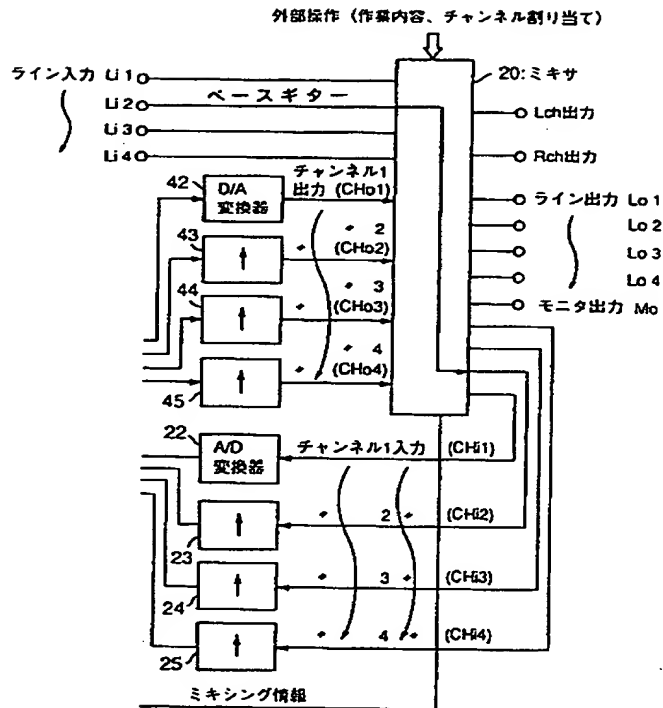 外部操作（作業内容、チャンネル割り当て）
20:ミキサ
ライン入力 Li 1
Li 2
ベースギター
Li 3
Li 4
Lch出力
Rch出力
ライン出力 Lo 1
Lo 2
Lo 3
Lo 4
モニタ出力 Mo
42
D/A
変換器
チャンネル1
出力 (CHo1)
43
↑
〃 2
(CHo2)
44
↑
〃 3
(CHo3)
45
↑
〃 4
(CHo4)
22
A/D
変換器
チャンネル1入力 (CHi1)
23
↑
〃 2 〃 (CHi2)
24
↑
〃 3 〃 (CHi3)
25
↑
〃 4 〃 (CHi4)
ミキシング情報